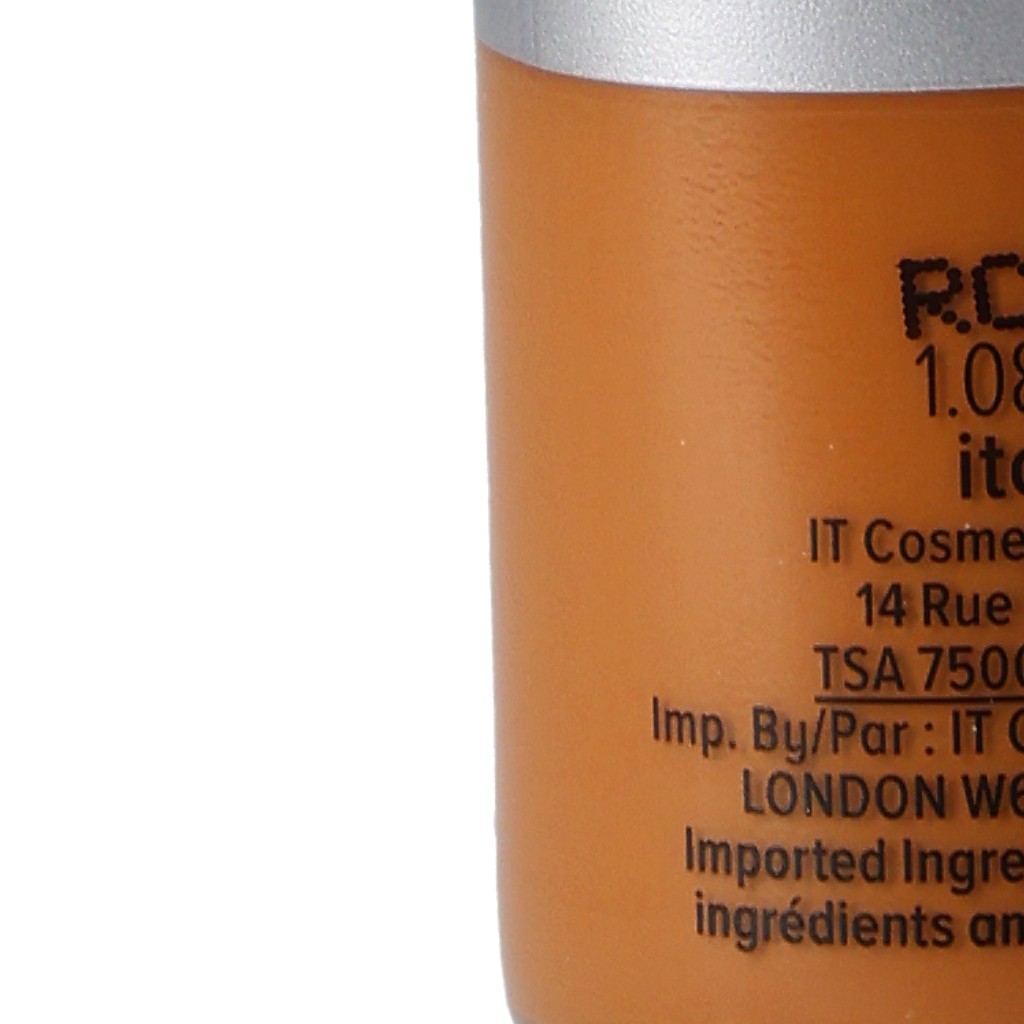 R.C
1.08
itc
IT Cosme
14 Rue
TSA 7500
Imp. By/Par : IT C
LONDON W6
Imported Ingre
ingrédients an